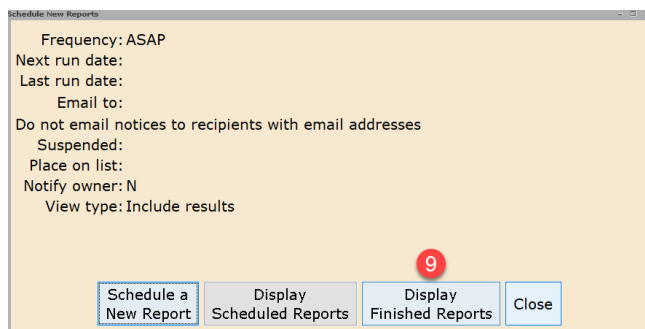 Schedule New Reports
Frequency: ASAP
Next run date:
Last run date:
Email to:
Do not email notices to recipients with email addresses
Suspended:
Place on list:
Notify owner: N
View type: Include results
9
Schedule a
New Report
Display
Scheduled Reports
Display
Finished Reports
Close